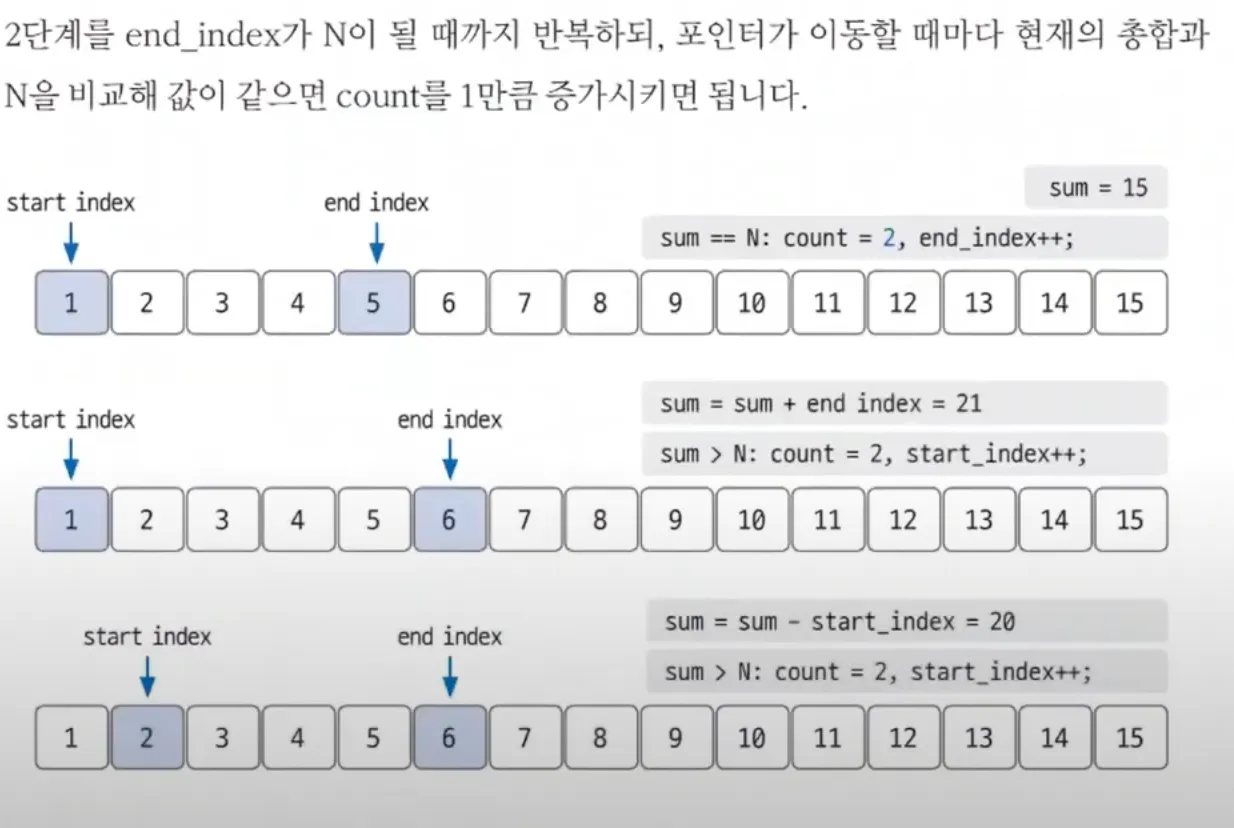 2단계를 end_index가 N이 될 때까지 반복하되, 포인터가 이동할 때마다 현재의 총합과
N을 비교해 값이 같으면 count를 1만큼 증가시키면 됩니다.
sum = 15
start index end index
sum == N: count = 2, end_index++;
1 2 3 4 5 6 7 8 9 10 11 12 13 14 15
sum = sum + end index = 21
start index end index
sum > N: count = 2, start_index++;
1 2 3 4 5 6 7 8 9 10 11 12 13 14 15
sum = sum - start_index = 20
start index end index
sum > N: count = 2, start_index++;
1 2 3 4 5 6 7 8 9 10 11 12 13 14 15